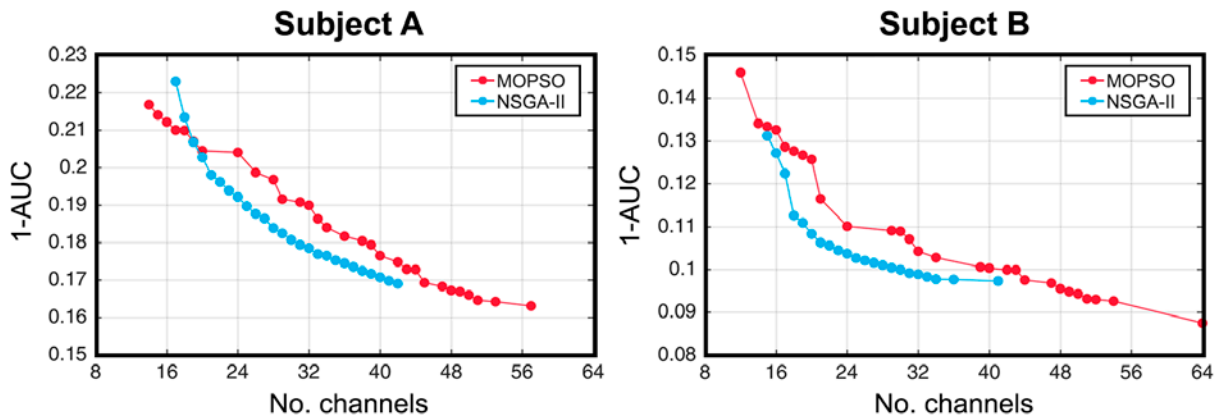 Subject A
0.23
0.22
0.21
0.2
0.19
0.18
0.17
0.16
0.15
1-AUC
MOPSO
NSGA-II
8 16 24 32 40 48 56 64
No. channels
Subject B
0.15
0.14
0.13
0.12
0.11
0.1
0.09
0.08
1-AUC
MOPSO
NSGA-II
8 16 24 32 40 48 56 64
No. channels